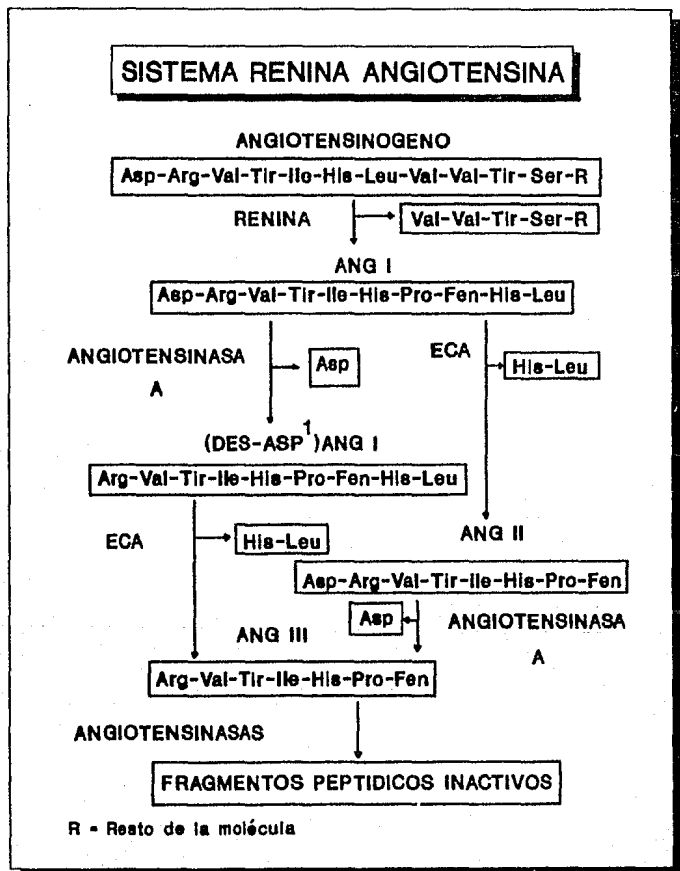 SISTEMA RENINA ANGIOTENSINA
ANGIOTENSINOGENO
Asp-Arg-Val-Tir-Ile-His-Leu-Val-Val-Tir-Ser-R
RENINA
Val-Val-Tir-Ser-R
ANG I
Asp-Arg-Val-Tir-Ile-His-Pro-Fen-His-Leu
ANGIOTENSINASA
A
Asp
ECA
His-Leu
(DES-ASP¹)ANG I
Arg-Val-Tir-Ile-His-Pro-Fen-His-Leu
ECA
His-Leu
ANG II
Asp-Arg-Val-Tir-Ile-His-Pro-Fen
Asp
ANGIOTENSINASA
A
ANG III
Arg-Val-Tir-Ile-His-Pro-Fen
ANGIOTENSINASAS
FRAGMENTOS PEPTIDICOS INACTIVOS
R = Resto de la molécula